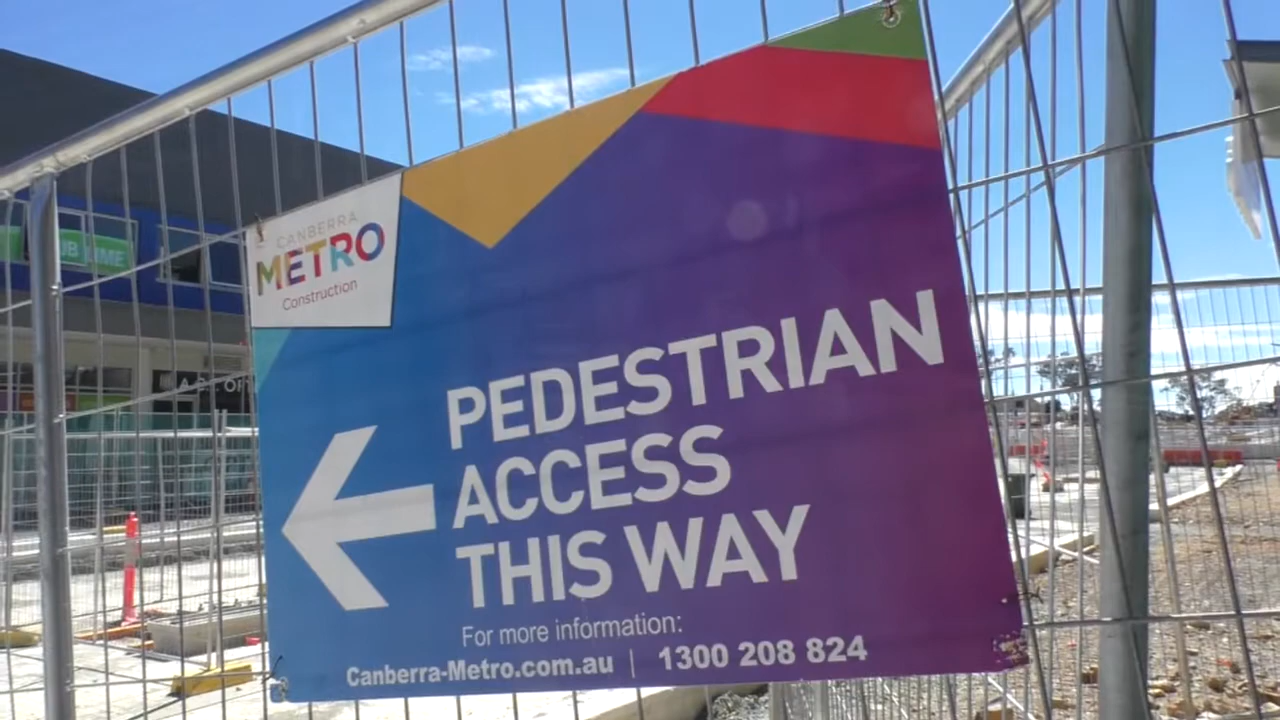 CANBERRA
METRO
Construction
PEDESTRIAN
ACCESS
THIS WAY
For more information:
Canberra-Metro.com.au | 1300 208 824